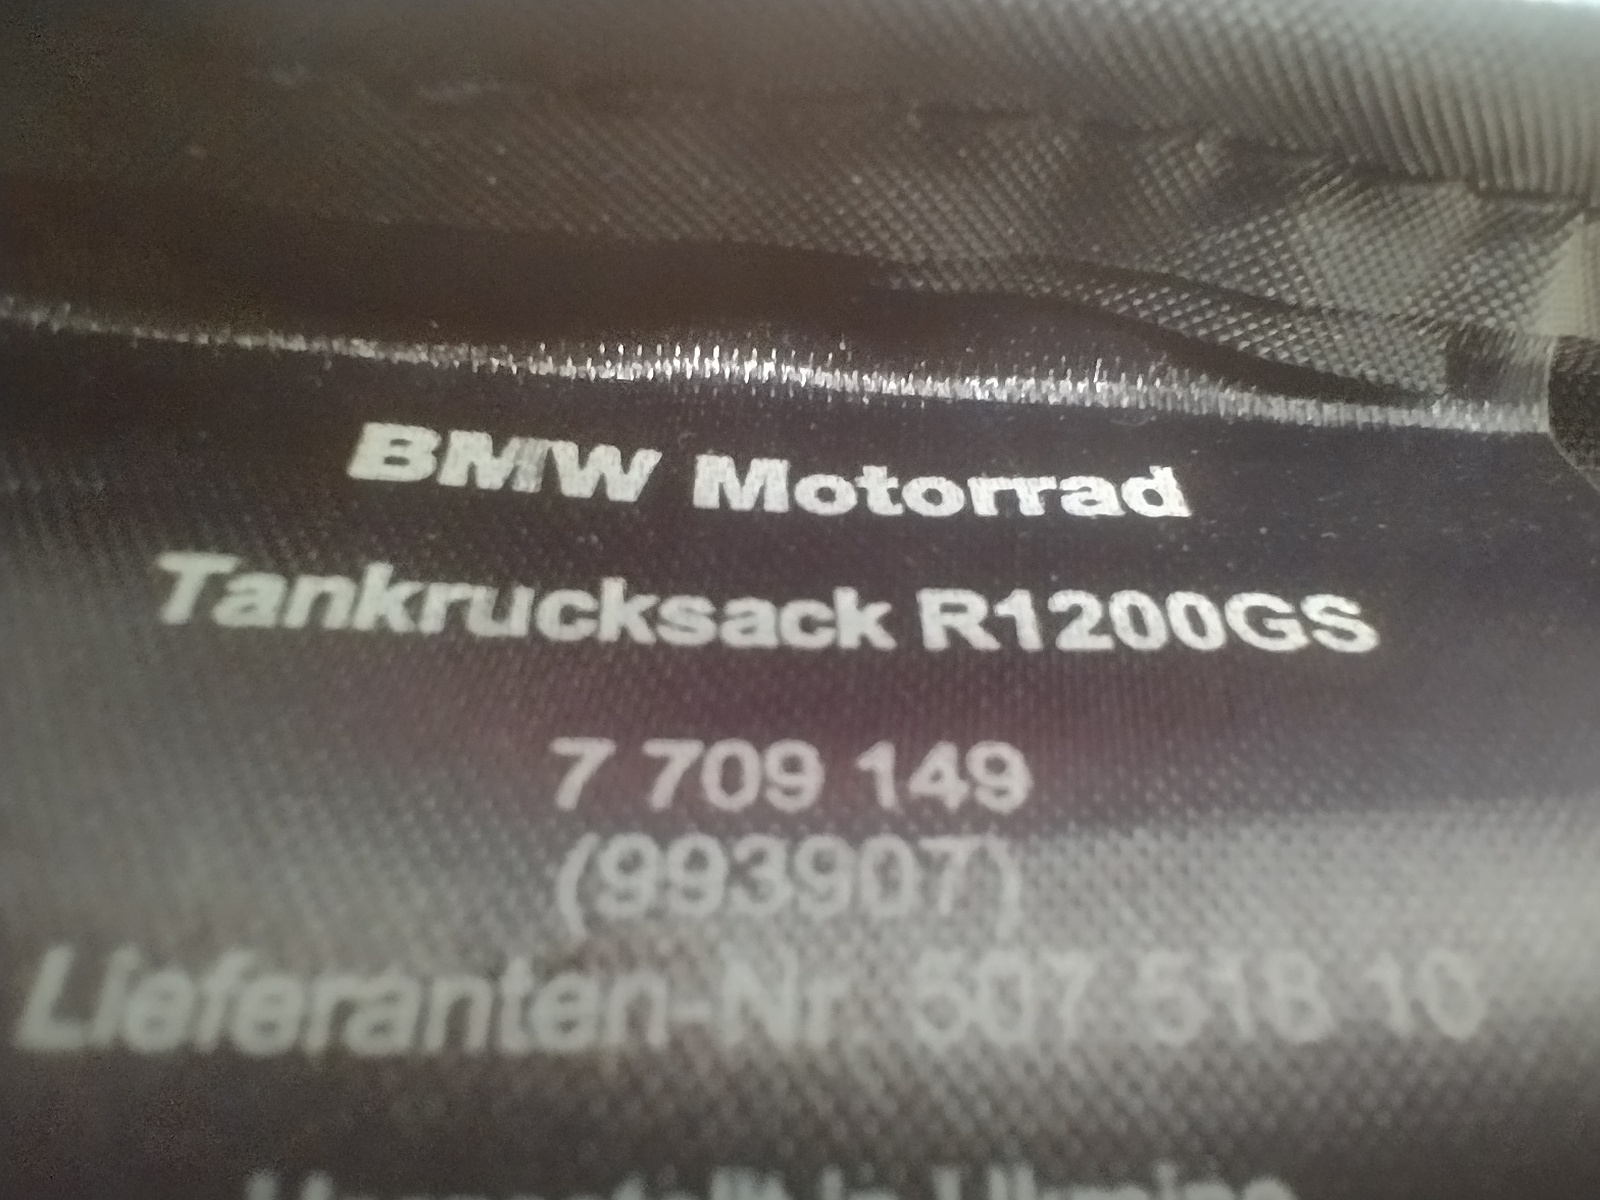 BMW Motorrad
Tankrucksack R1200GS
7 709 149
(993907)
Lieferanten-Nr. 507 518 10